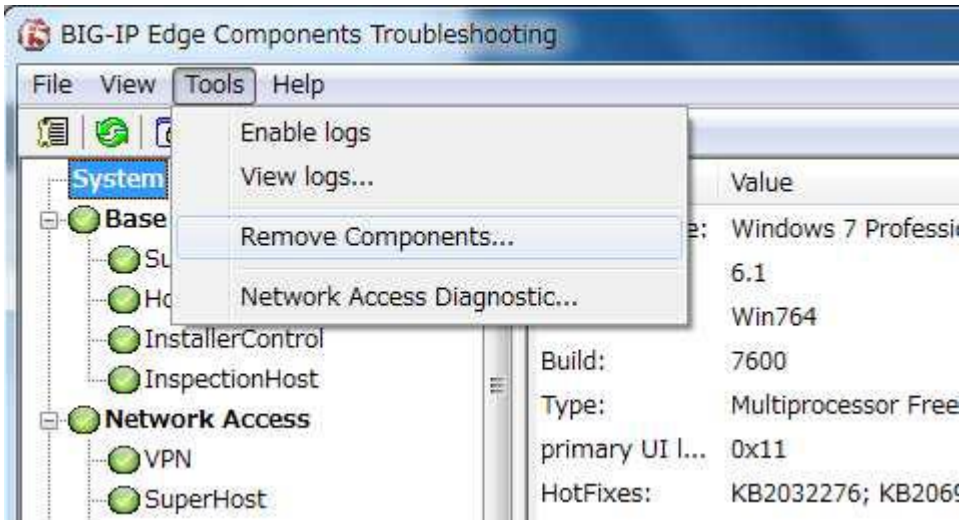 BIG-IP Edge Components Troubleshooting
File View Tools Help
Enable logs
View logs...
Remove Components...
Network Access Diagnostic...
System
Base
InstallerControl
InspectionHost
Network Access
VPN
SuperHost
Value
Windows 7 Professi
6.1
Win764
Build: 7600
Type: Multiprocessor Free
primary UI l... 0x11
HotFixes: KB2032276; KB2069